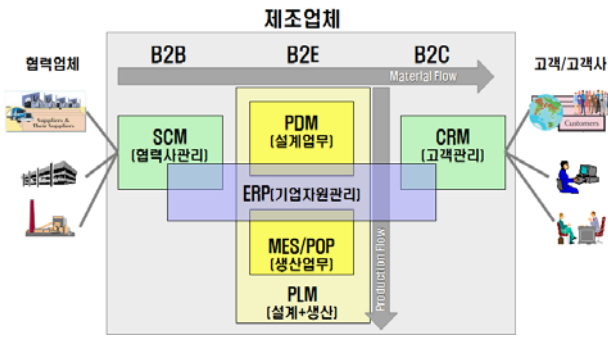 제조업체
B2B
B2E
B2C
협력업체
고객/고객사
Material Flow
Suppliers &
Their Suppliers
Customers
SCM
(협력사관리)
PDM
(설계업무)
CRM
(고객관리)
ERP(기업자원관리)
MES/POP
(생산업무)
PLM
(설계+생산)
Production Flow